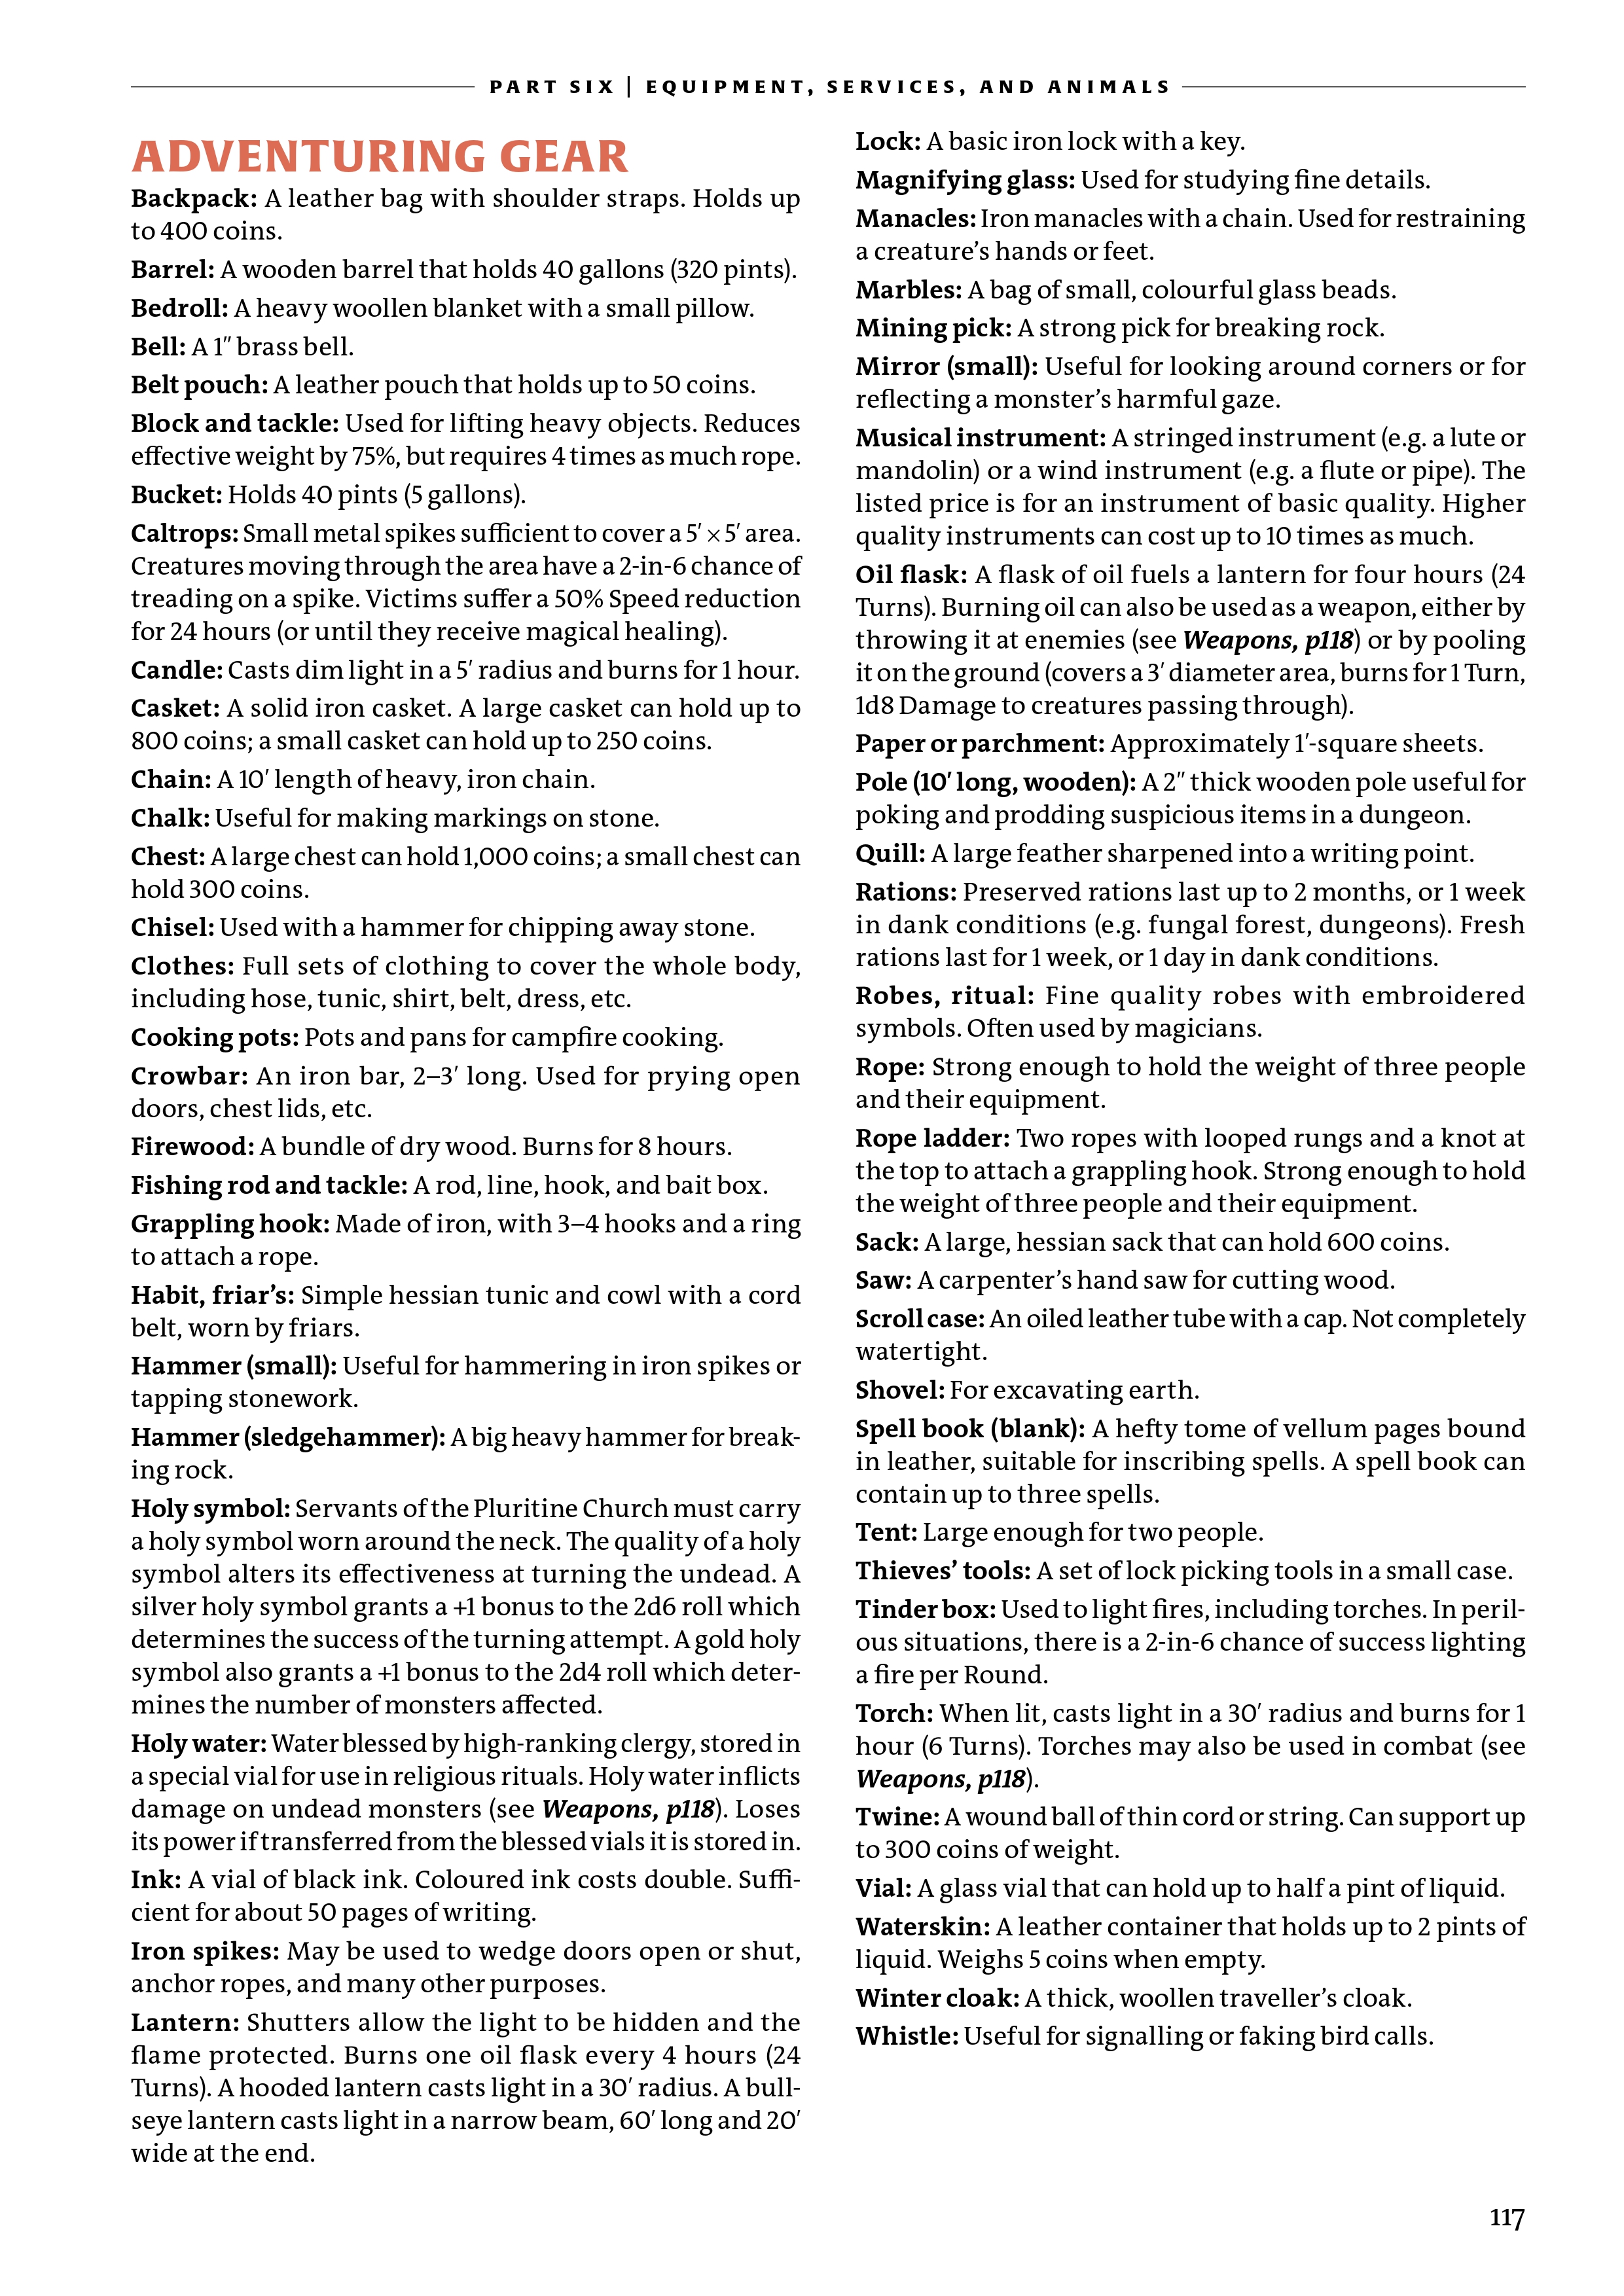 PART SIX | EQUIPMENT, SERVICES, AND ANIMALS
ADVENTURING GEAR
Backpack: A leather bag with shoulder straps. Holds up
to 400 coins.
Barrel: A wooden barrel that holds 40 gallons (320 pints).
Bedroll: A heavy woollen blanket with a small pillow.
Bell: A 1″ brass bell.
Belt pouch: A leather pouch that holds up to 50 coins.
Block and tackle: Used for lifting heavy objects. Reduces
effective weight by 75%, but requires 4 times as much rope.
Bucket: Holds 40 pints (5 gallons).
Caltrops: Small metal spikes sufficient to cover a 5′ × 5′ area.
Creatures moving through the area have a 2-in-6 chance of
treading on a spike. Victims suffer a 50% Speed reduction
for 24 hours (or until they receive magical healing).
Candle: Casts dim light in a 5′ radius and burns for 1 hour.
Casket: A solid iron casket. A large casket can hold up to
800 coins; a small casket can hold up to 250 coins.
Chain: A 10′ length of heavy, iron chain.
Chalk: Useful for making markings on stone.
Chest: A large chest can hold 1,000 coins; a small chest can
hold 300 coins.
Chisel: Used with a hammer for chipping away stone.
Clothes: Full sets of clothing to cover the whole body,
including hose, tunic, shirt, belt, dress, etc.
Cooking pots: Pots and pans for campfire cooking.
Crowbar: An iron bar, 2–3′ long. Used for prying open
doors, chest lids, etc.
Firewood: A bundle of dry wood. Burns for 8 hours.
Fishing rod and tackle: A rod, line, hook, and bait box.
Grappling hook: Made of iron, with 3–4 hooks and a ring
to attach a rope.
Habit, friar’s: Simple hessian tunic and cowl with a cord
belt, worn by friars.
Hammer (small): Useful for hammering in iron spikes or
tapping stonework.
Hammer (sledgehammer): A big heavy hammer for break-
ing rock.
Holy symbol: Servants of the Pluritine Church must carry
a holy symbol worn around the neck. The quality of a holy
symbol alters its effectiveness at turning the undead. A
silver holy symbol grants a +1 bonus to the 2d6 roll which
determines the success of the turning attempt. A gold holy
symbol also grants a +1 bonus to the 2d4 roll which deter-
mines the number of monsters affected.
Holy water: Water blessed by high-ranking clergy, stored in
a special vial for use in religious rituals. Holy water inflicts
damage on undead monsters (see Weapons, p118). Loses
its power if transferred from the blessed vials it is stored in.
Ink: A vial of black ink. Coloured ink costs double. Suffi-
cient for about 50 pages of writing.
Iron spikes: May be used to wedge doors open or shut,
anchor ropes, and many other purposes.
Lantern: Shutters allow the light to be hidden and the
flame protected. Burns one oil flask every 4 hours (24
Turns). A hooded lantern casts light in a 30′ radius. A bull-
seye lantern casts light in a narrow beam, 60′ long and 20′
wide at the end.
Lock: A basic iron lock with a key.
Magnifying glass: Used for studying fine details.
Manacles: Iron manacles with a chain. Used for restraining
a creature’s hands or feet.
Marbles: A bag of small, colourful glass beads.
Mining pick: A strong pick for breaking rock.
Mirror (small): Useful for looking around corners or for
reflecting a monster’s harmful gaze.
Musical instrument: A stringed instrument (e.g. a lute or
mandolin) or a wind instrument (e.g. a flute or pipe). The
listed price is for an instrument of basic quality. Higher
quality instruments can cost up to 10 times as much.
Oil flask: A flask of oil fuels a lantern for four hours (24
Turns). Burning oil can also be used as a weapon, either by
throwing it at enemies (see Weapons, p118) or by pooling
it on the ground (covers a 3′ diameter area, burns for 1 Turn,
1d8 Damage to creatures passing through).
Paper or parchment: Approximately 1′-square sheets.
Pole (10′ long, wooden): A 2″ thick wooden pole useful for
poking and prodding suspicious items in a dungeon.
Quill: A large feather sharpened into a writing point.
Rations: Preserved rations last up to 2 months, or 1 week
in dank conditions (e.g. fungal forest, dungeons). Fresh
rations last for 1 week, or 1 day in dank conditions.
Robes, ritual: Fine quality robes with embroidered
symbols. Often used by magicians.
Rope: Strong enough to hold the weight of three people
and their equipment.
Rope ladder: Two ropes with looped rungs and a knot at
the top to attach a grappling hook. Strong enough to hold
the weight of three people and their equipment.
Sack: A large, hessian sack that can hold 600 coins.
Saw: A carpenter’s hand saw for cutting wood.
Scroll case: An oiled leather tube with a cap. Not completely
watertight.
Shovel: For excavating earth.
Spell book (blank): A hefty tome of vellum pages bound
in leather, suitable for inscribing spells. A spell book can
contain up to three spells.
Tent: Large enough for two people.
Thieves’ tools: A set of lock picking tools in a small case.
Tinder box: Used to light fires, including torches. In peril-
ous situations, there is a 2-in-6 chance of success lighting
a fire per Round.
Torch: When lit, casts light in a 30′ radius and burns for 1
hour (6 Turns). Torches may also be used in combat (see
Weapons, p118).
Twine: A wound ball of thin cord or string. Can support up
to 300 coins of weight.
Vial: A glass vial that can hold up to half a pint of liquid.
Waterskin: A leather container that holds up to 2 pints of
liquid. Weighs 5 coins when empty.
Winter cloak: A thick, woollen traveller’s cloak.
Whistle: Useful for signalling or faking bird calls.
117